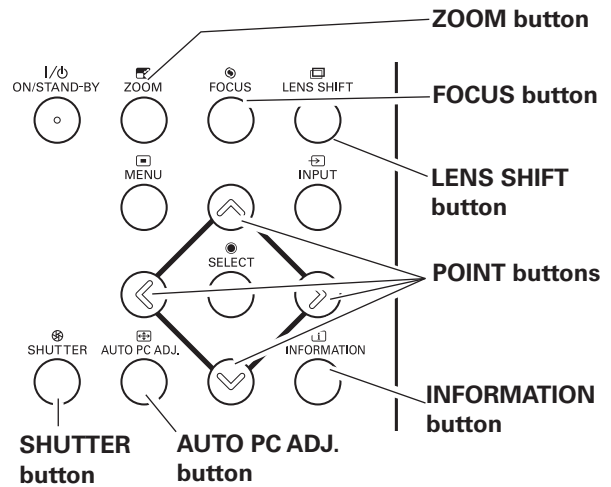 ZOOM button
I/⏻
ON/STAND-BY
ZOOM
FOCUS
LENS SHIFT
FOCUS button
MENU
INPUT
LENS SHIFT
button
SELECT
POINT buttons
SHUTTER
AUTO PC ADJ.
i
INFORMATION
INFORMATION
button
SHUTTER
button
AUTO PC ADJ.
button